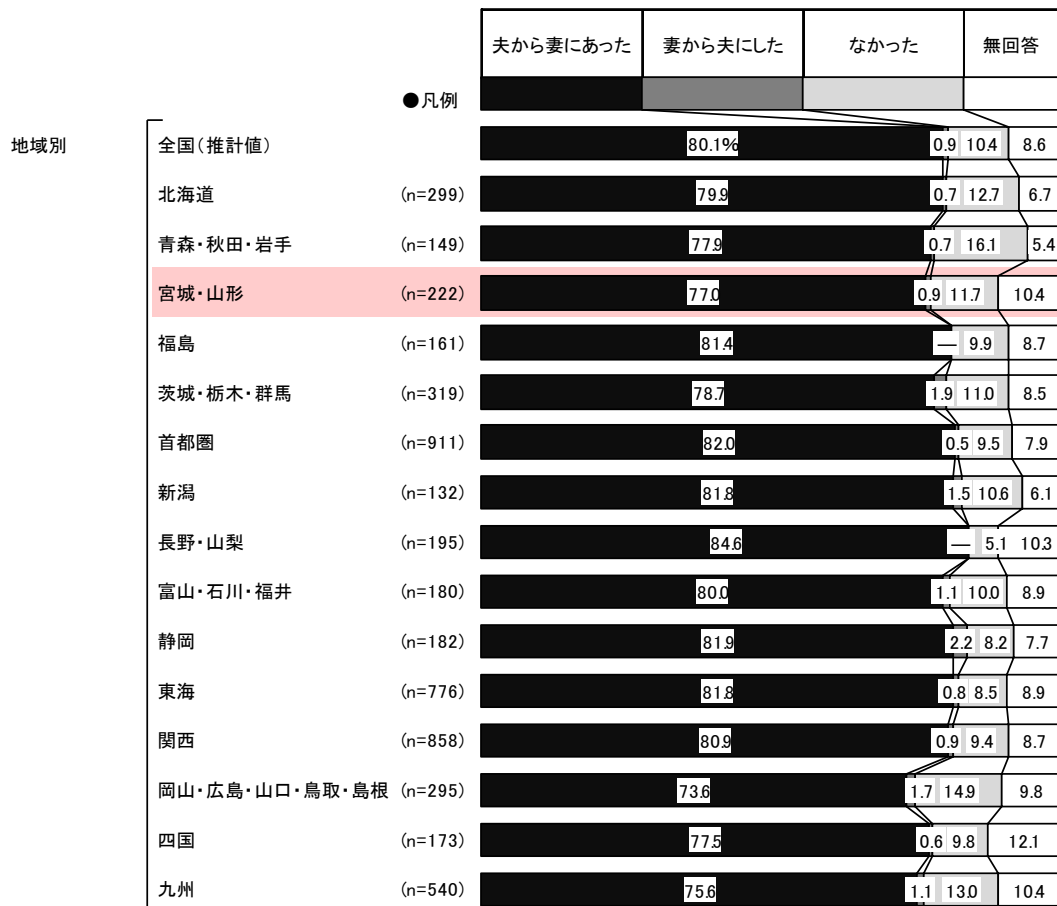 夫から妻にあった 妻から夫にした なかった 無回答
●凡例
地域別 全国(推計値) 80.1% 0.9 10.4 8.6
北海道 (n=299) 79.9 0.7 12.7 6.7
青森・秋田・岩手 (n=149) 77.9 0.7 16.1 5.4
宮城・山形 (n=222) 77.0 0.9 11.7 10.4
福島 (n=161) 81.4 ― 9.9 8.7
茨城・栃木・群馬 (n=319) 78.7 1.9 11.0 8.5
首都圏 (n=911) 82.0 0.5 9.5 7.9
新潟 (n=132) 81.8 1.5 10.6 6.1
長野・山梨 (n=195) 84.6 ― 5.1 10.3
富山・石川・福井 (n=180) 80.0 1.1 10.0 8.9
静岡 (n=182) 81.9 2.2 8.2 7.7
東海 (n=776) 81.8 0.8 8.5 8.9
関西 (n=858) 80.9 0.9 9.4 8.7
岡山・広島・山口・鳥取・島根 (n=295) 73.6 1.7 14.9 9.8
四国 (n=173) 77.5 0.6 9.8 12.1
九州 (n=540) 75.6 1.1 13.0 10.4